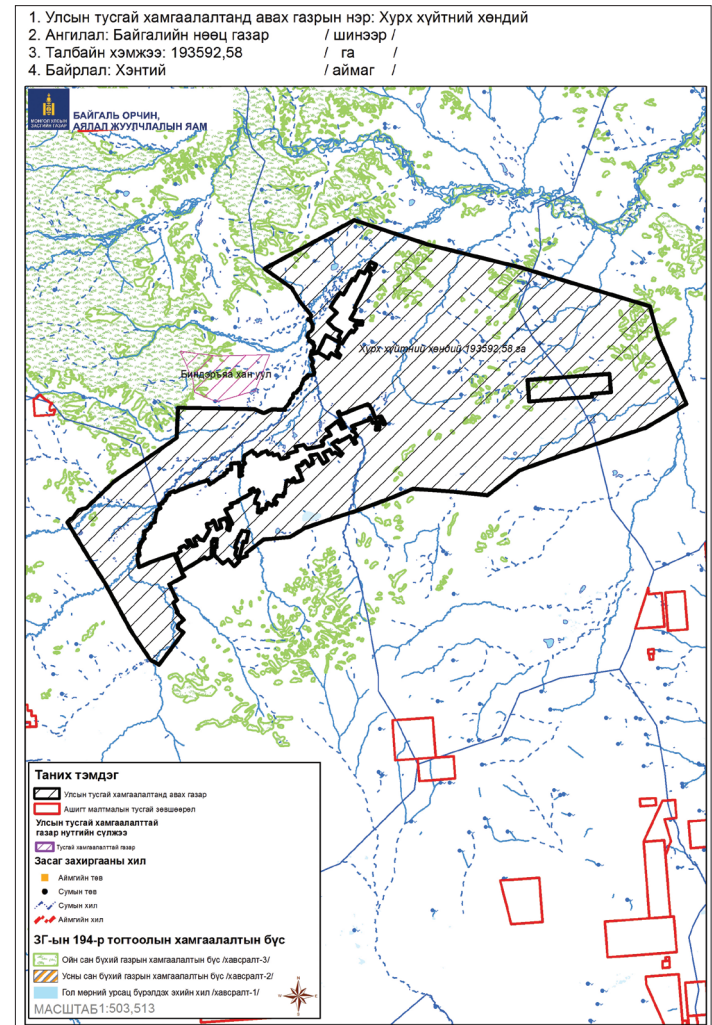 1. Улсын тусгай хамгаалалтанд авах газрын нэр: Хурх хүйтний хөндий
2. Ангилал: Байгалийн нөөц газар / шинээр /
3. Талбайн хэмжээ: 193592,58 / га /
4. Байрлал: Хэнтий / аймаг /
МОНГОЛ УЛСЫН
ЗАСГИЙН ГАЗАР
БАЙГАЛЬ ОРЧИН,
АЯЛАЛ ЖУУЛЧЛАЛЫН ЯАМ
Хурх хүйтний хөндий 193592,58 га
Биндэръяа хан уул
Таних тэмдэг
Улсын тусгай хамгаалалтанд авах газар
Ашигт малтмалын тусгай зөвшөөрөл
Улсын тусгай хамгаалалттай
газар нутгийн сүлжээ
Тусгай хамгаалалттай газар
Засаг захиргааны хил
Аймгийн төв
Сумын төв
Сумын хил
Аймгийн хил
ЗГ-ын 194-р тогтоолын хамгаалалтын бүс
Ойн сан бүхий газрын хамгаалалтын бүс /хавсралт-3/
Усны сан бүхий газрын хамгаалалтын бүс /хавсралт-2/
Гол мөрний урсац бүрэлдэх эхийн хил /хавсралт-1/
МАСШТАБ1:503,513